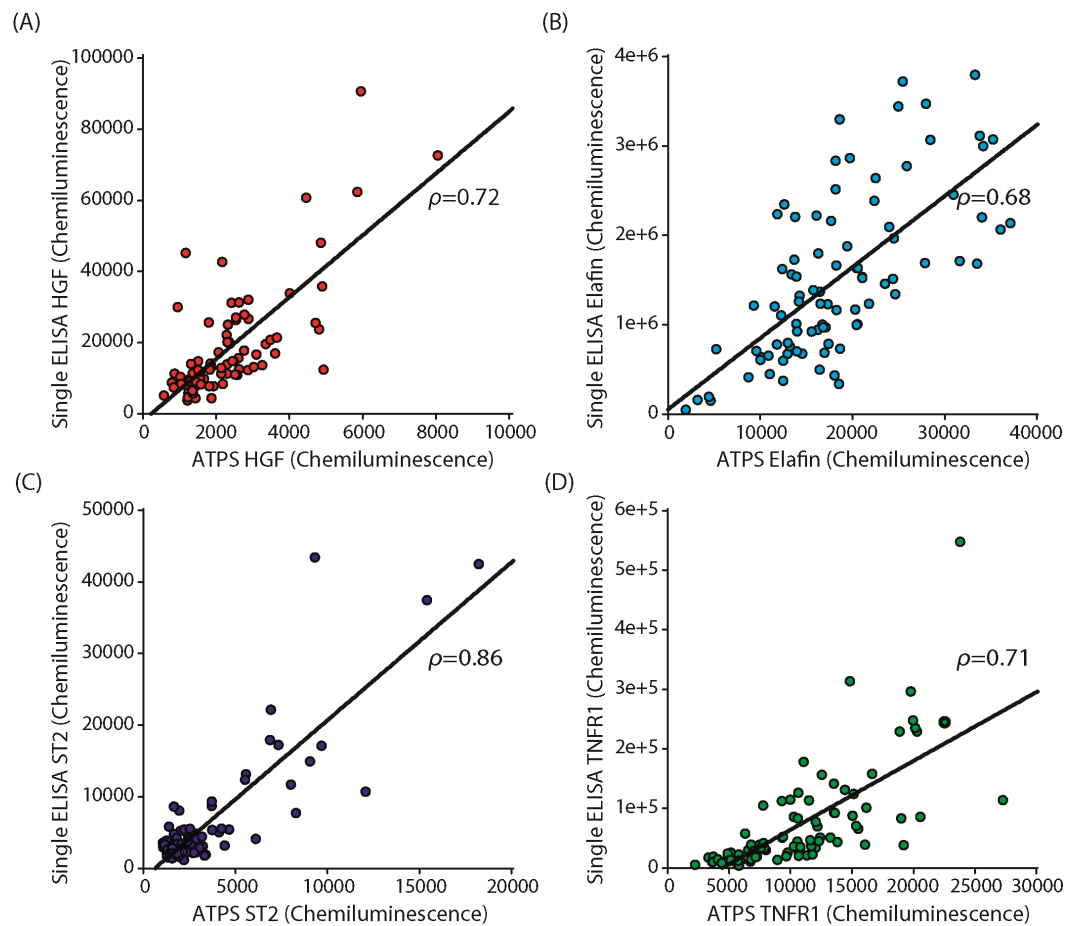 (A)
Single ELISA HGF (Chemiluminescence)
100000
80000
60000
40000
20000
0
ρ=0.72
0 2000 4000 6000 8000 10000
ATPS HGF (Chemiluminescence)
(B)
Single ELISA Elafin (Chemiluminescence)
4e+6
3e+6
2e+6
1e+6
0
ρ=0.68
0 10000 20000 30000 40000
ATPS Elafin (Chemiluminescence)
(C)
Single ELISA ST2 (Chemiluminescence)
50000
40000
30000
20000
10000
0
ρ=0.86
0 5000 10000 15000 20000
ATPS ST2 (Chemiluminescence)
(D)
Single ELISA TNFR1 (Chemiluminescence)
6e+5
5e+5
4e+5
3e+5
2e+5
1e+5
0
ρ=0.71
0 5000 10000 15000 20000 25000 30000
ATPS TNFR1 (Chemiluminescence)